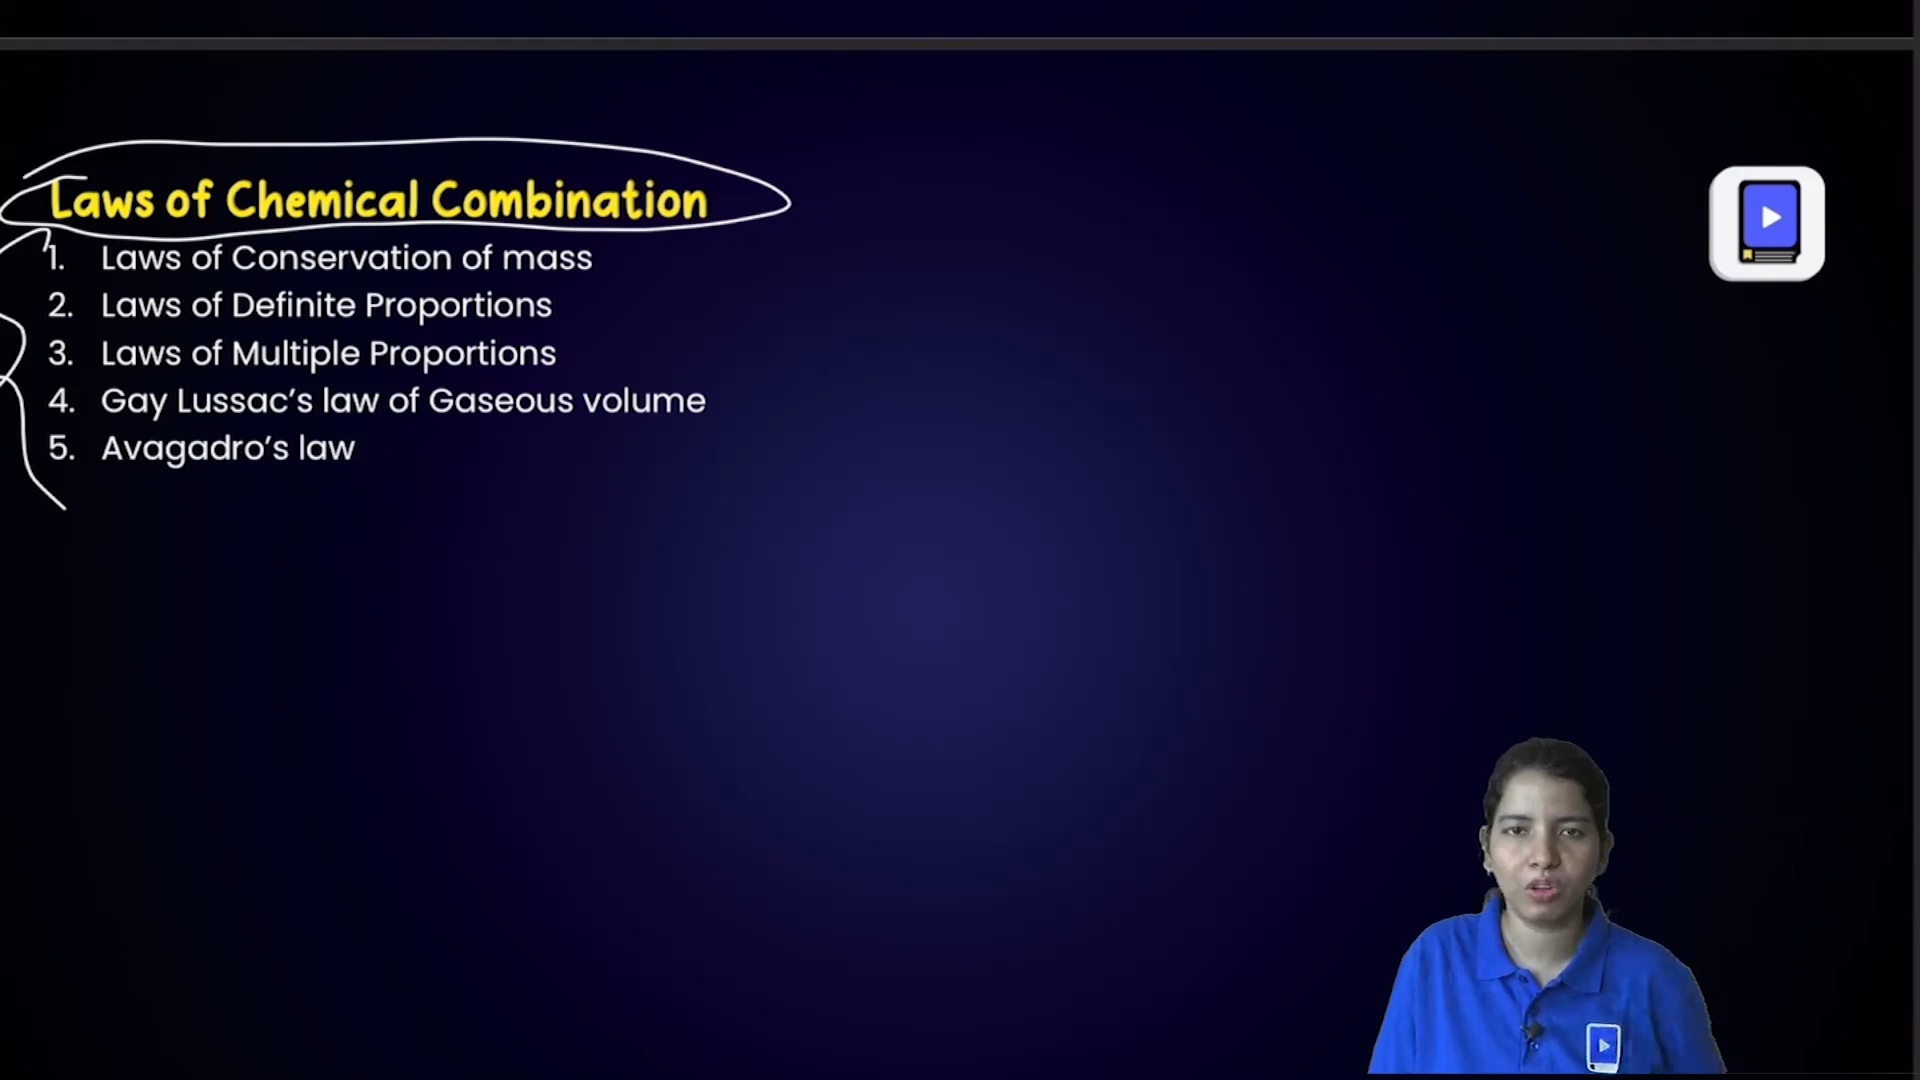 Laws of Chemical Combination
1. Laws of Conservation of mass
2. Laws of Definite Proportions
3. Laws of Multiple Proportions
4. Gay Lussac’s law of Gaseous volume
5. Avagadro’s law